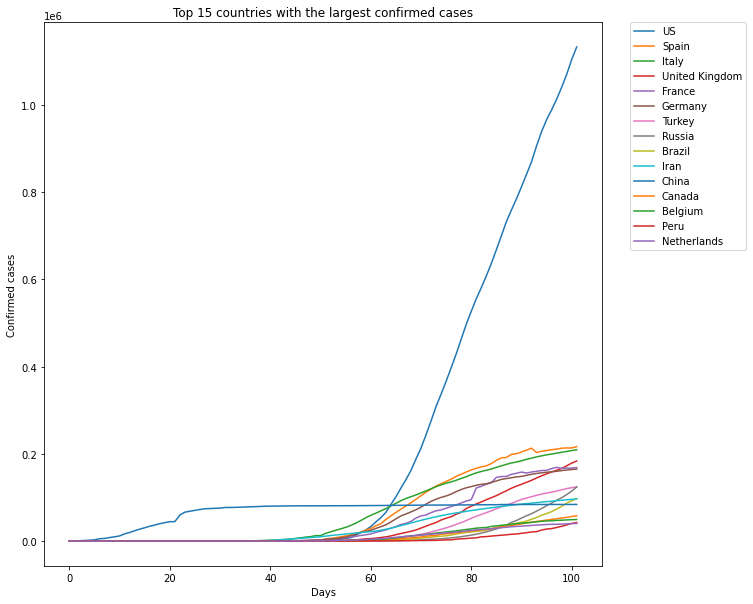 Top 15 countries with the largest confirmed cases
1e6
US
Spain
Italy
United Kingdom
France
Germany
Turkey
Russia
Brazil
Iran
China
Canada
Belgium
Peru
Netherlands
1.0
0.8
0.6
0.4
0.2
0.0
Confirmed cases
0 20 40 60 80 100
Days